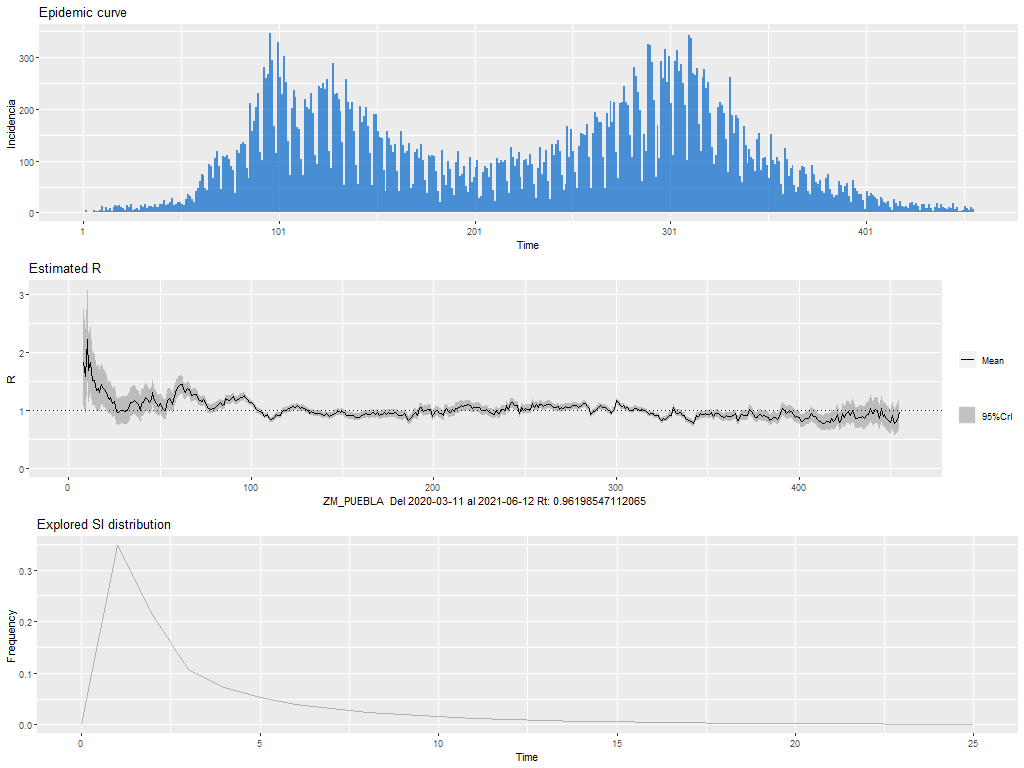 Epidemic curve
Incidencia
300
200
100
0
1
101
201
301
401
Time
Estimated R
R
3
2
1
0
0
100
200
300
400
Mean
95%CrI
ZM_PUEBLA Del 2020-03-11 al 2021-06-12 Rt: 0.96198547112065
Explored SI distribution
Frequency
0.3
0.2
0.1
0.0
0
5
10
15
20
25
Time